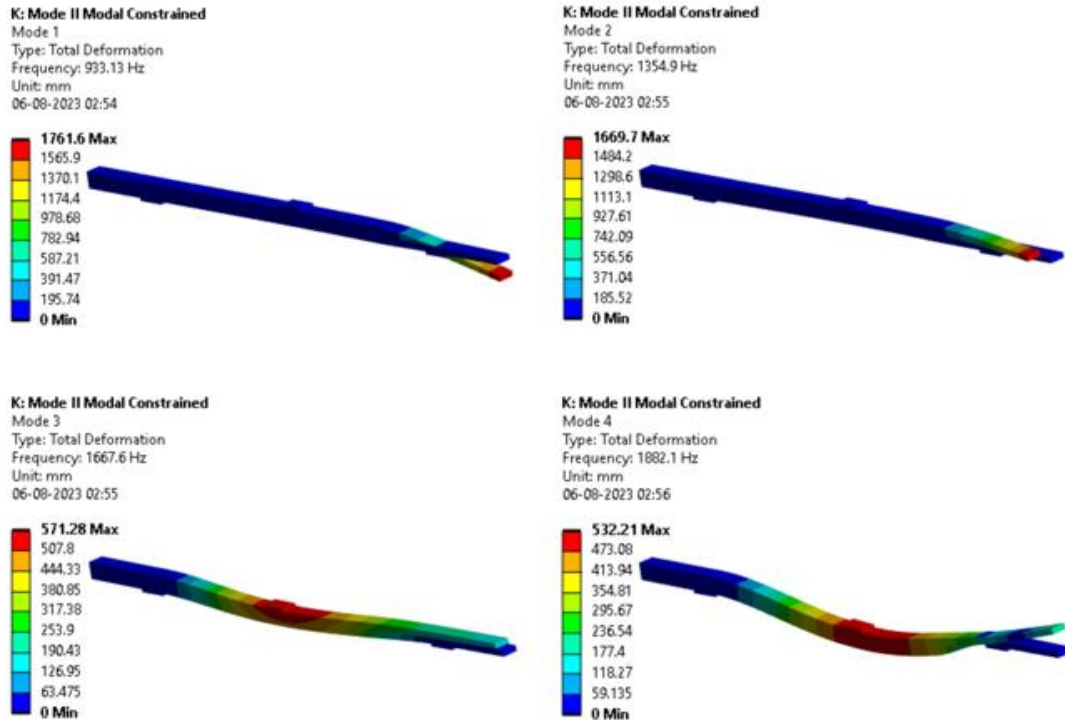 K: Mode II Modal Constrained
Mode 1
Type: Total Deformation
Frequency: 933.13 Hz
Unit: mm
06-08-2023 02:54
1761.6 Max
1565.9
1370.1
1174.4
978.68
782.94
587.21
391.47
195.74
0 Min
K: Mode II Modal Constrained
Mode 2
Type: Total Deformation
Frequency: 1354.9 Hz
Unit: mm
06-08-2023 02:55
1669.7 Max
1484.2
1298.6
1113.1
927.61
742.09
556.56
371.04
185.52
0 Min
K: Mode II Modal Constrained
Mode 3
Type: Total Deformation
Frequency: 1667.6 Hz
Unit: mm
06-08-2023 02:55
571.28 Max
507.8
444.33
380.85
317.38
253.9
190.43
126.95
63.475
0 Min
K: Mode II Modal Constrained
Mode 4
Type: Total Deformation
Frequency: 1882.1 Hz
Unit: mm
06-08-2023 02:56
532.21 Max
473.08
413.94
354.81
295.67
236.54
177.4
118.27
59.135
0 Min